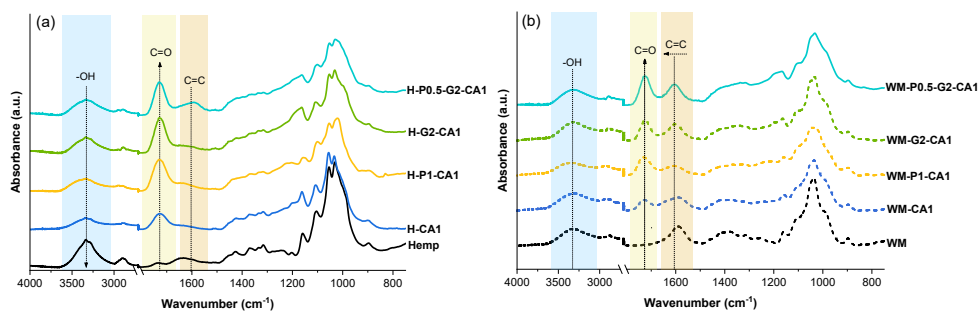 (a)
-OH
C=O
C=C
H-P0.5-G2-CA1
H-G2-CA1
H-P1-CA1
H-CA1
Hemp
Absorbance (a.u.)
4000 3500 3000 1800 1600 1400 1200 1000 800
Wavenumber (cm⁻¹)
(b)
-OH
C=O
C=C
WM-P0.5-G2-CA1
WM-G2-CA1
WM-P1-CA1
WM-CA1
WM
Absorbance (a.u.)
4000 3500 3000 1800 1600 1400 1200 1000 800
Wavenumber (cm⁻¹)